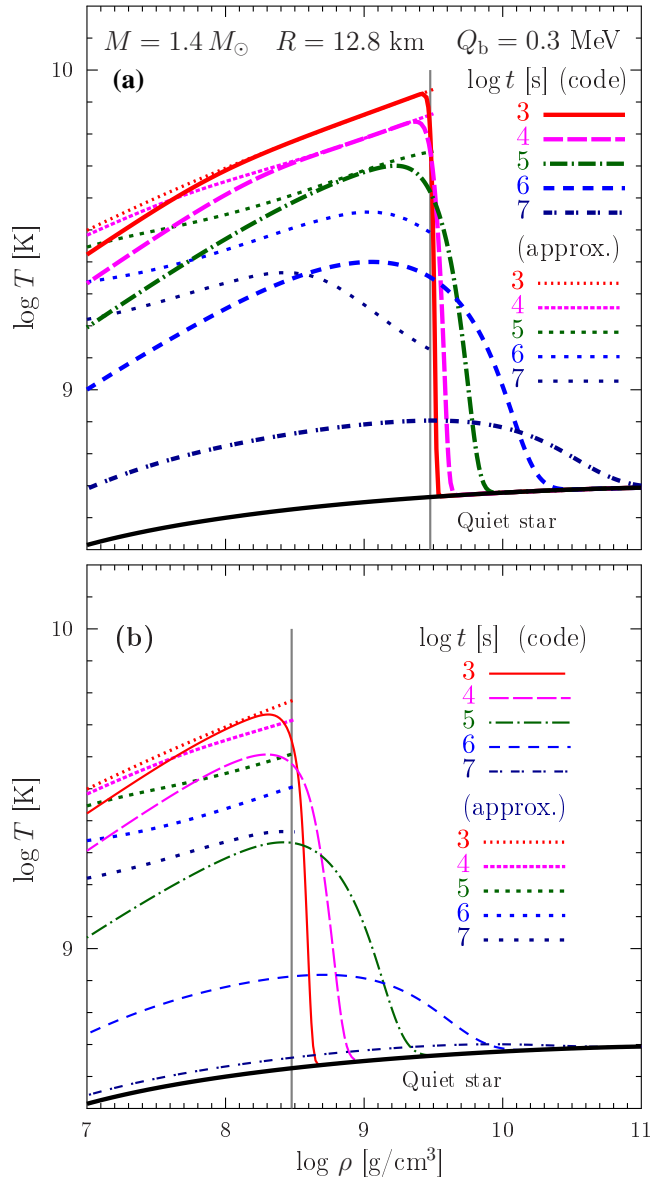 M = 1.4 M⊙ R = 12.8 km Q_b = 0.3 MeV
10
(a)
log t [s] (code)
3
4
5
6
7
(approx.)
3
4
5
6
7
log T [K]
9
Quiet star
10
(b)
log t [s] (code)
3
4
5
6
7
(approx.)
3
4
5
6
7
log T [K]
9
Quiet star
7 8 9 10 11
log ρ [g/cm³]